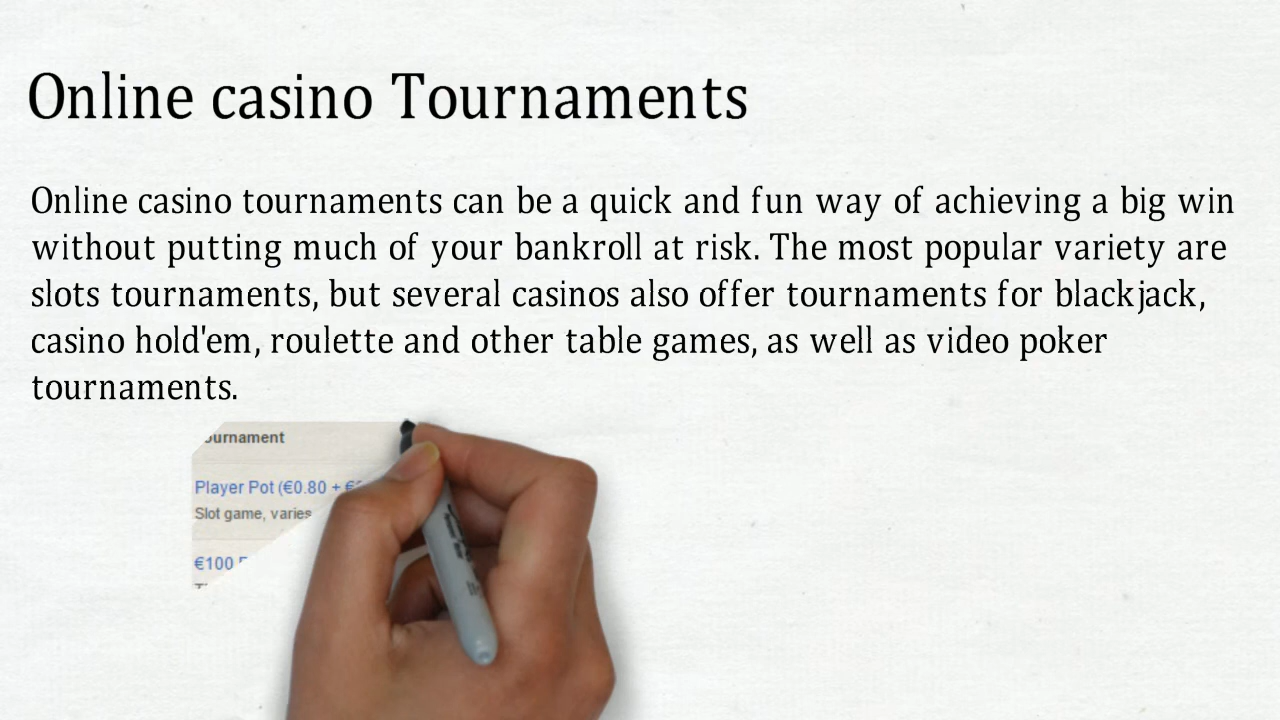 Online casino Tournaments
Online casino tournaments can be a quick and fun way of achieving a big win
without putting much of your bankroll at risk. The most popular variety are
slots tournaments, but several casinos also offer tournaments for blackjack,
casino hold'em, roulette and other table games, as well as video poker
tournaments.
ournament
Player Pot (€0.80 +
Slot game, varies
€100